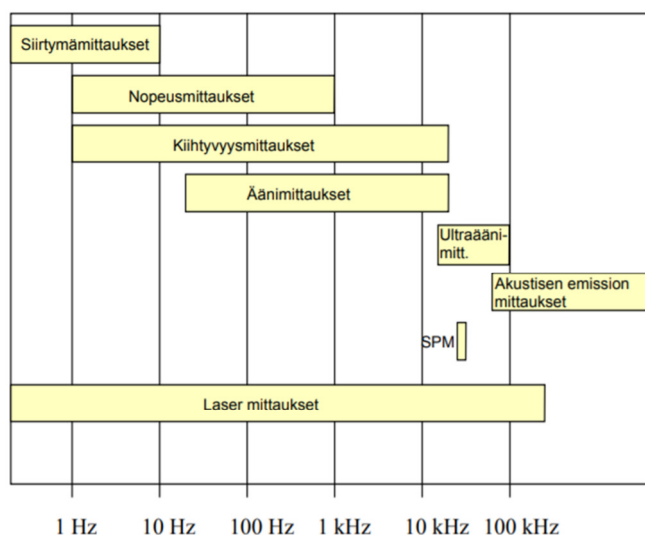 Siirtymämittaukset
Nopeusmittaukset
Kiihtyvyysmittaukset
Äänimittaukset
Ultraääni-
mitt.
Akustisen emission
mittaukset
SPM
Laser mittaukset
1 Hz 10 Hz 100 Hz 1 kHz 10 kHz 100 kHz